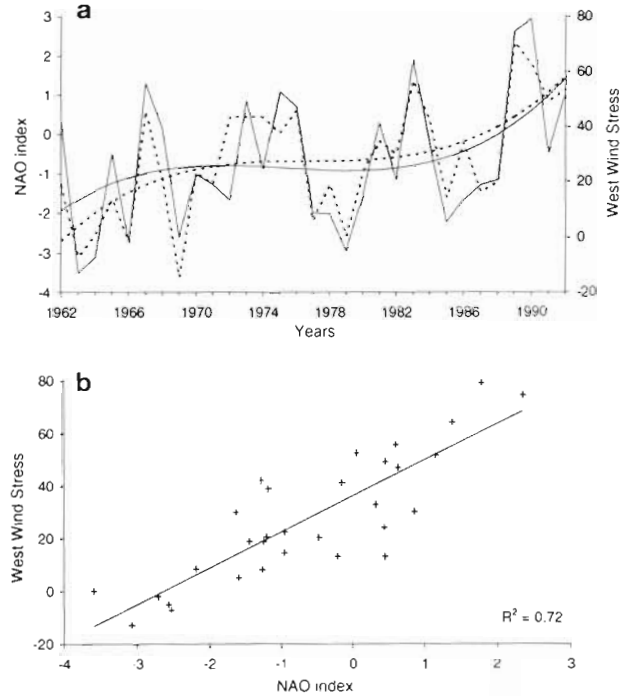 a
3
2
1
0
-1
-2
-3
-4
NAO index
80
60
40
20
0
-20
West Wind Stress
1962 1966 1970 1974 1978 1982 1986 1990
Years
b
80
60
40
20
0
-20
West Wind Stress
R² = 0.72
-4 -3 -2 -1 0 1 2 3
NAO index